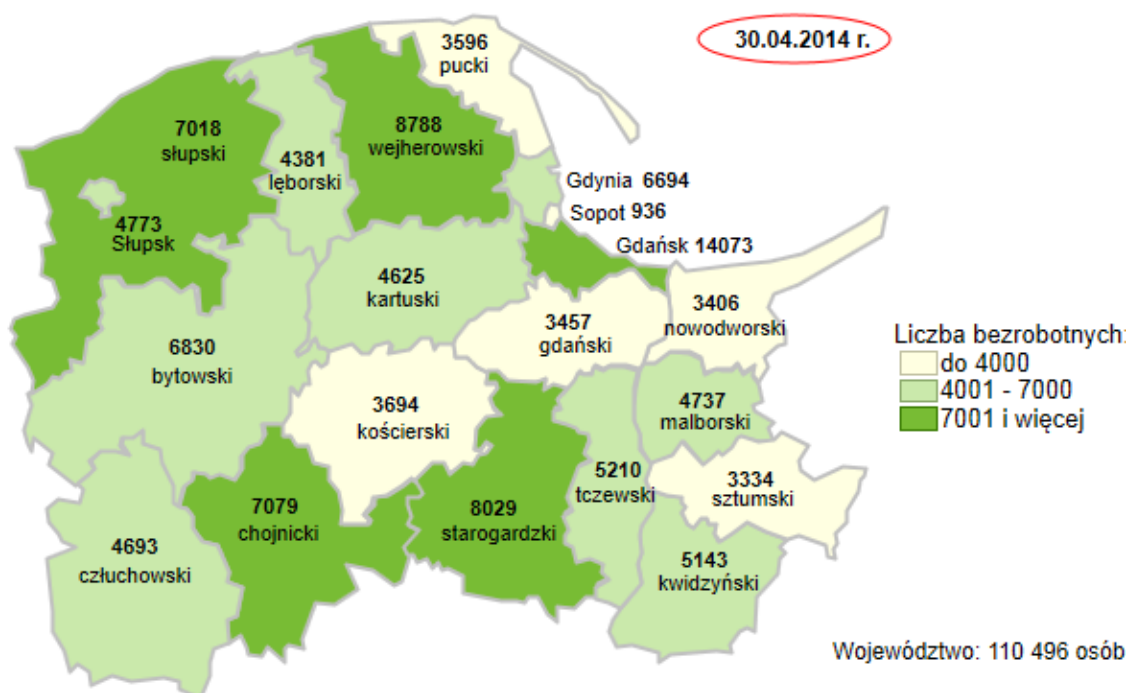 30.04.2014 r.
3596
pucki
7018
słupski
8788
wejherowski
4381
lęborski
Gdynia 6694
4773
Słupsk
Sopot 936
Gdańsk 14073
4625
kartuski
3406
nowodworski
3457
gdański
6830
bytowski
Liczba bezrobotnych:
do 4000
4001 - 7000
7001 i więcej
3694
kościerski
4737
malborski
5210
tczewski
3334
sztumski
7079
chojnicki
8029
starogardzki
4693
człuchowski
5143
kwidzyński
Województwo: 110 496 osób